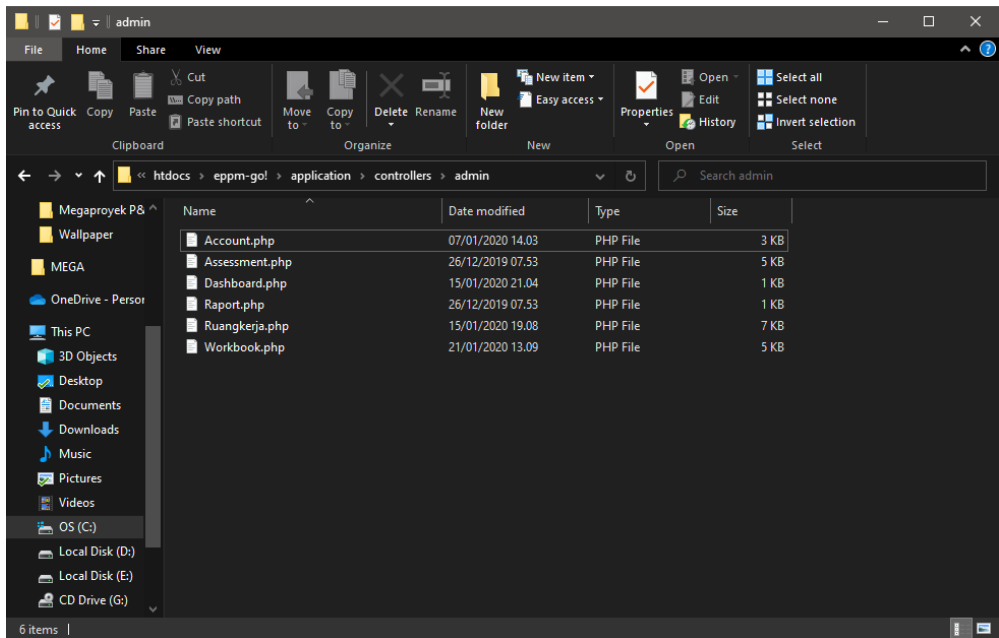 admin
File Home Share View
Pin to Quick access
Copy
Paste
Cut
Copy path
Paste shortcut
Clipboard
Move to
Copy to
Delete
Rename
Organize
New folder
New item
Easy access
New
Properties
Open
Edit
History
Open
Select all
Select none
Invert selection
Select
« htdocs › eppm-go! › application › controllers › admin
Search admin
Megaproyek P&
Wallpaper
MEGA
OneDrive - Person
This PC
3D Objects
Desktop
Documents
Downloads
Music
Pictures
Videos
OS (C:)
Local Disk (D:)
Local Disk (E:)
CD Drive (G:)
Name Date modified Type Size
Account.php 07/01/2020 14.03 PHP File 3 KB
Assessment.php 26/12/2019 07.53 PHP File 5 KB
Dashboard.php 15/01/2020 21.04 PHP File 1 KB
Raport.php 26/12/2019 07.53 PHP File 1 KB
Ruangkerja.php 15/01/2020 19.08 PHP File 7 KB
Workbook.php 21/01/2020 13.09 PHP File 5 KB
6 items